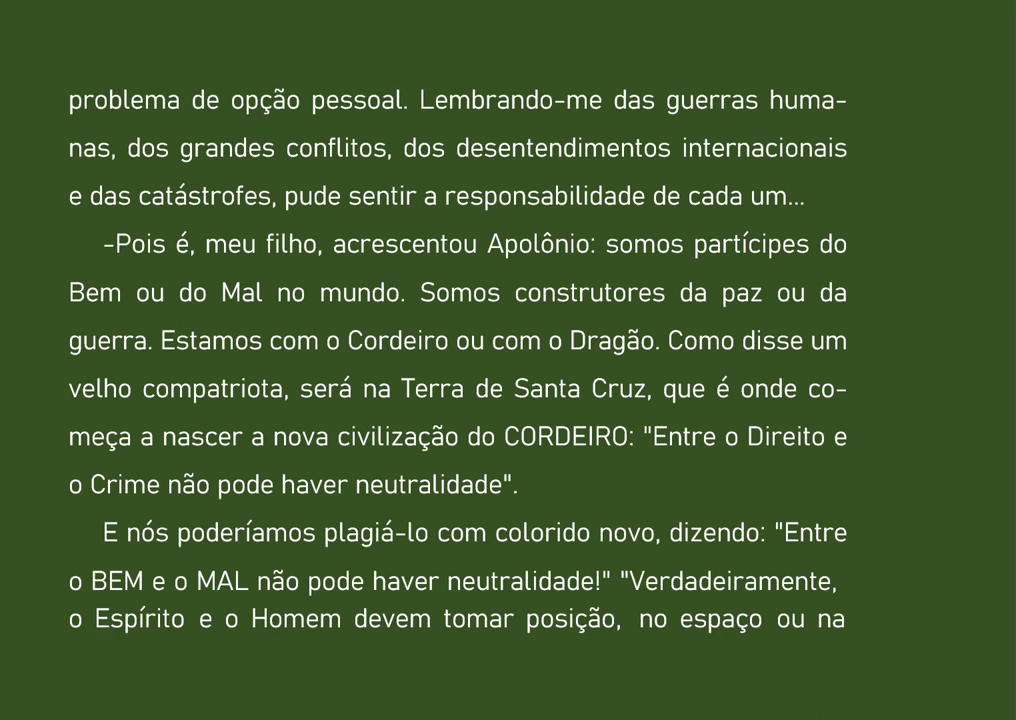 problema de opção pessoal. Lembrando-me das guerras huma-
nas, dos grandes conflitos, dos desentendimentos internacionais
e das catástrofes, pude sentir a responsabilidade de cada um...
-Pois é, meu filho, acrescentou Apolônio: somos partícipes do
Bem ou do Mal no mundo. Somos construtores da paz ou da
guerra. Estamos com o Cordeiro ou com o Dragão. Como disse um
velho compatriota, será na Terra de Santa Cruz, que é onde co-
meça a nascer a nova civilização do CORDEIRO: "Entre o Direito e
o Crime não pode haver neutralidade".
E nós poderíamos plagiá-lo com colorido novo, dizendo: "Entre
o BEM e o MAL não pode haver neutralidade!" "Verdadeiramente,
o Espírito e o Homem devem tomar posição, no espaço ou na